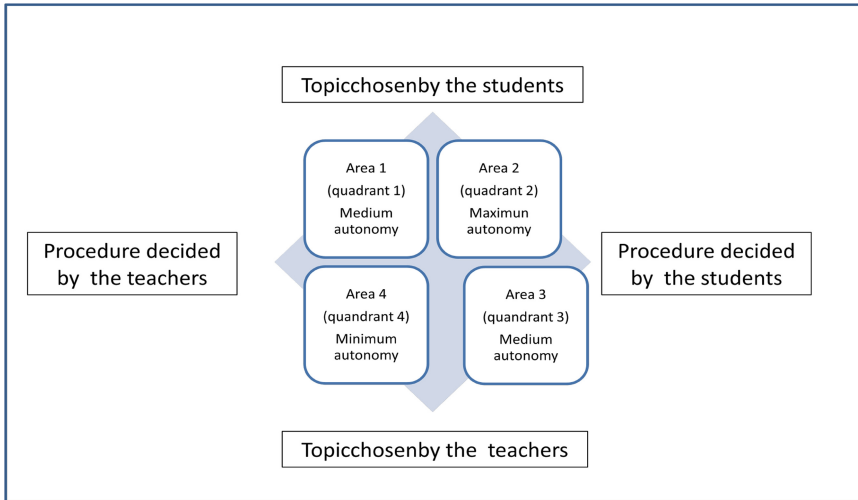 Topicchosenby the students
Area 1
(quadrant 1)
Medium
autonomy
Area 2
(quadrant 2)
Maximun
autonomy
Procedure decided
by the teachers
Procedure decided
by the students
Area 4
(quandrant 4)
Minimum
autonomy
Area 3
(quandrant 3)
Medium
autonomy
Topicchosenby the teachers